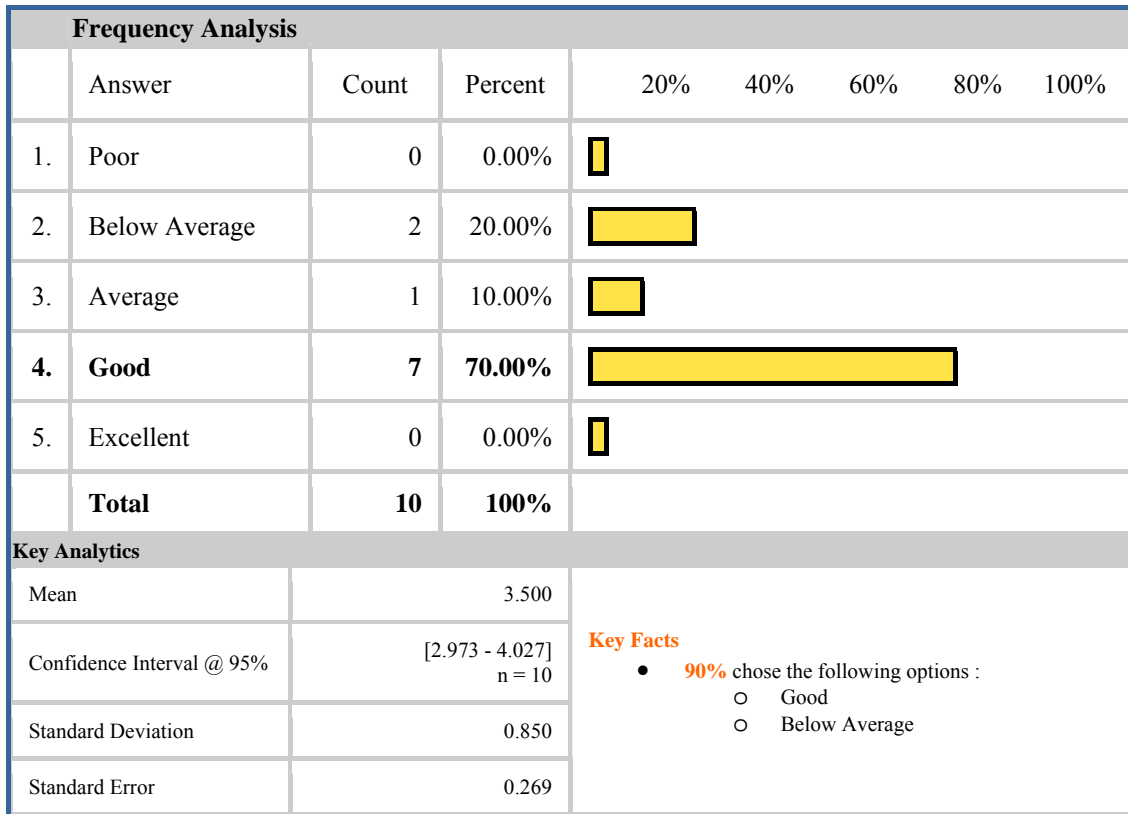 Frequency Analysis
Answer Count Percent 20% 40% 60% 80% 100%
1. Poor 0 0.00%
2. Below Average 2 20.00%
3. Average 1 10.00%
4. Good 7 70.00%
5. Excellent 0 0.00%
Total 10 100%
Key Analytics
Mean 3.500
Confidence Interval @ 95% [2.973 - 4.027]
n = 10
Standard Deviation 0.850
Standard Error 0.269
Key Facts
● 90% chose the following options :
o Good
o Below Average